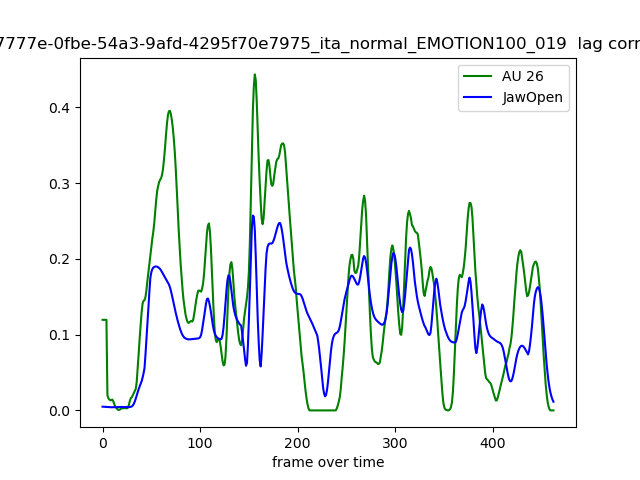 7777e-0fbe-54a3-9afd-4295f70e7975_ita_normal_EMOTION100_019 lag corr
AU 26
JawOpen
0.4
0.3
0.2
0.1
0.0
0 100 200 300 400
frame over time